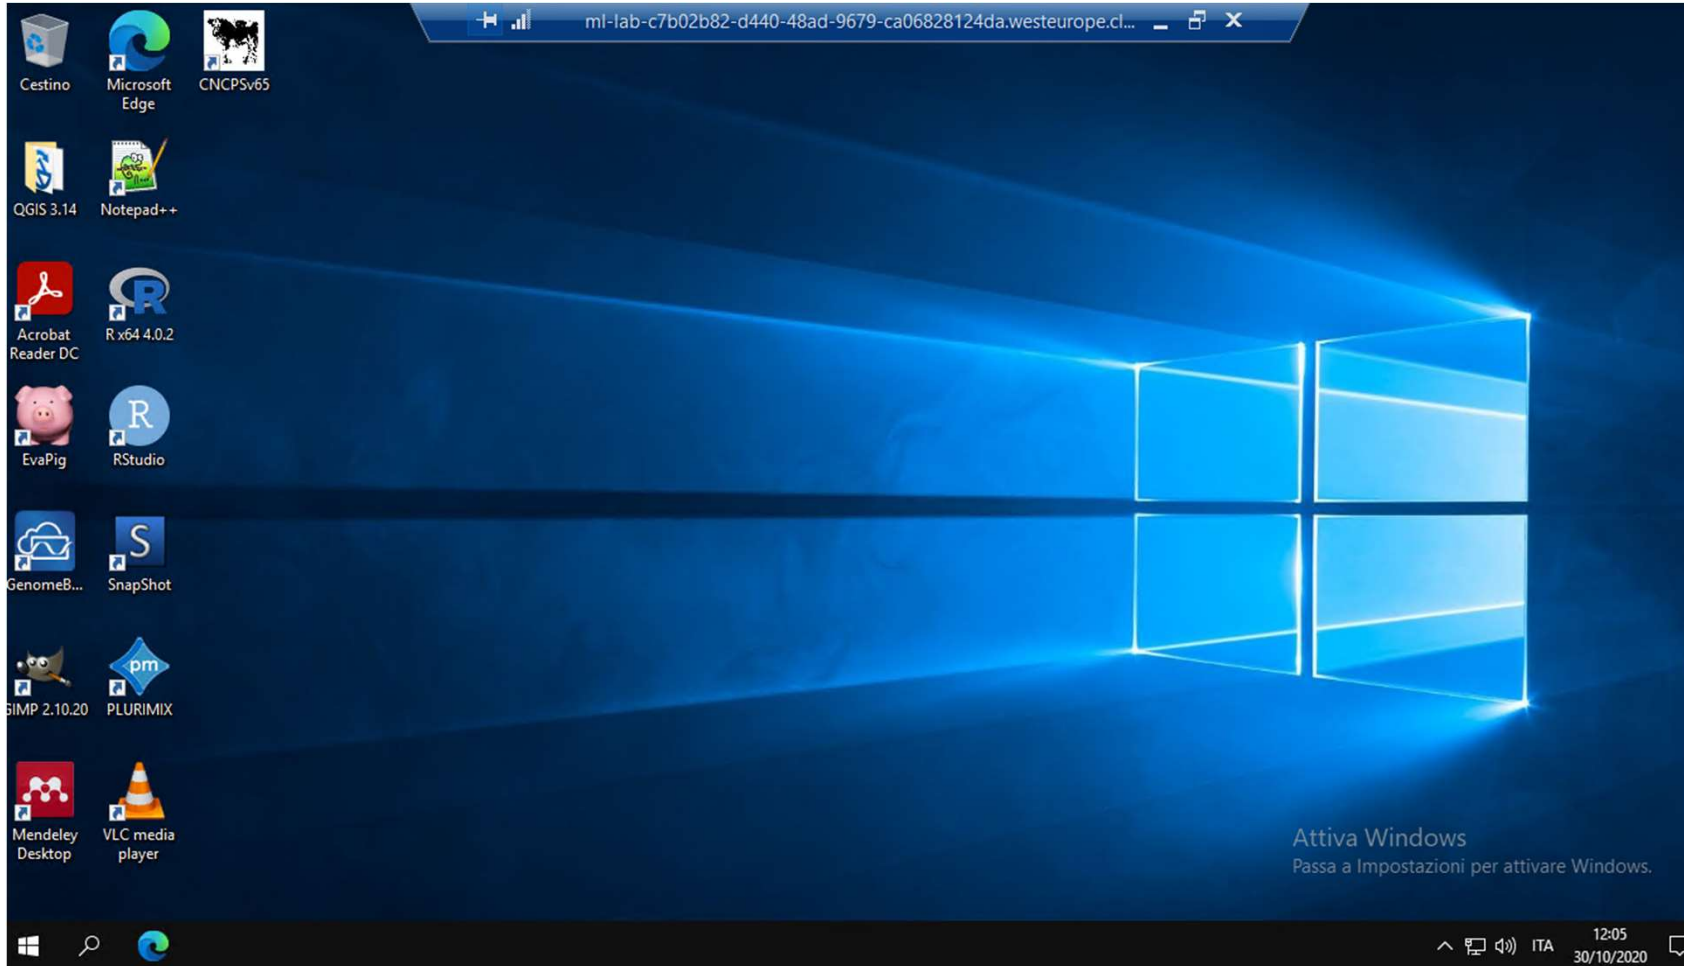 ml-lab-c7b02b82-d440-48ad-9679-ca06828124da.westeurope.cl...
Cestino
Microsoft
Edge
CNCPSv65
QGIS 3.14
Notepad++
Acrobat
Reader DC
R x64 4.0.2
EvaPig
R
RStudio
GenomeB...
S
SnapShot
GIMP 2.10.20
pm
PLURIMIX
Mendeley
Desktop
VLC media
player
Attiva Windows
Passa a Impostazioni per attivare Windows.
ITA
12:05
30/10/2020